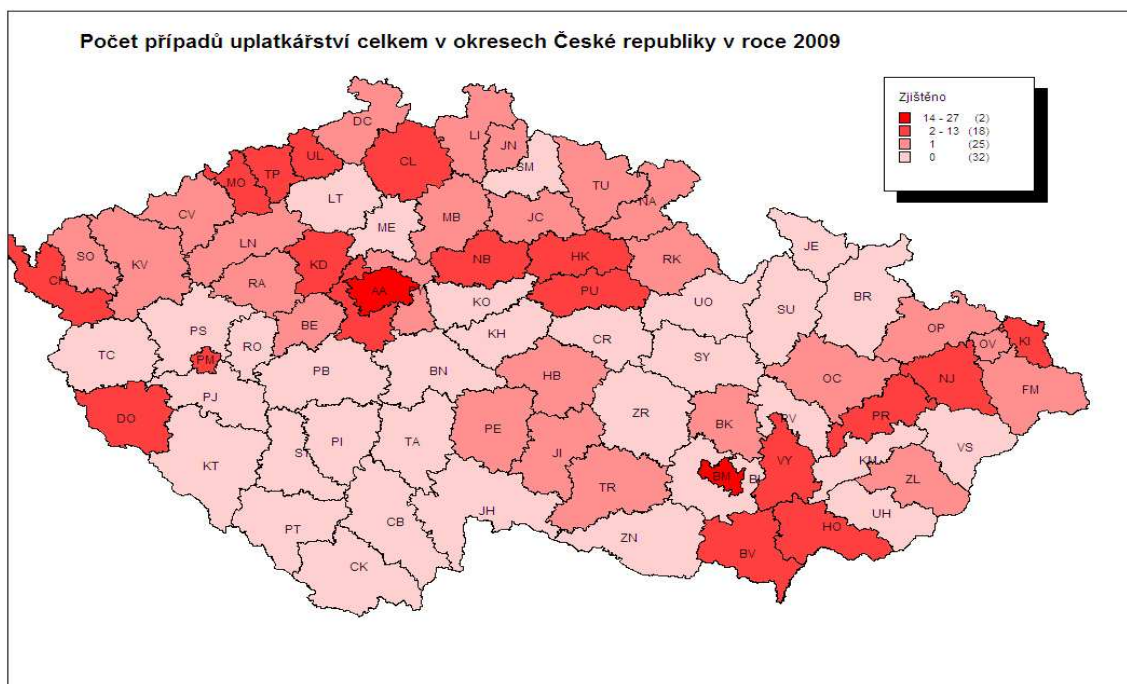 Počet případů uplatkářství celkem v okresech České republiky v roce 2009
Zjištěno
14 - 27 (2)
2 - 13 (18)
1 (25)
0 (32)
DC
LI
JN
SM
UL
CL
TP
MO
LT
TU
NA
CV
ME
MB
JC
LN
JE
SO
KV
KD
NB
HK
RK
CH
RA
AA
PU
BR
KO
UO
SU
PS
BE
KH
CR
OP
TC
RO
SY
OV
KI
PM
PB
BN
HB
OC
NJ
FM
PJ
DO
ZR
PR
BK
PE
KT
PI
TA
JI
VY
KM
VS
BM
ZL
TR
PT
CB
JH
UH
HO
ZN
BV
CK